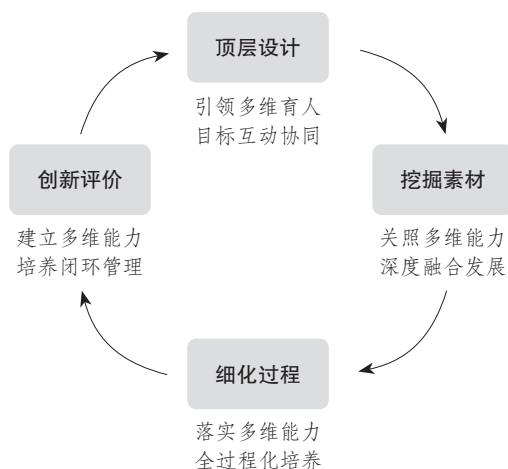 顶层设计
引领多维育人
目标互动协同
挖掘素材
关照多维能力
深度融合发展
细化过程
落实多维能力
全过程化培养
创新评价
建立多维能力
培养闭环管理